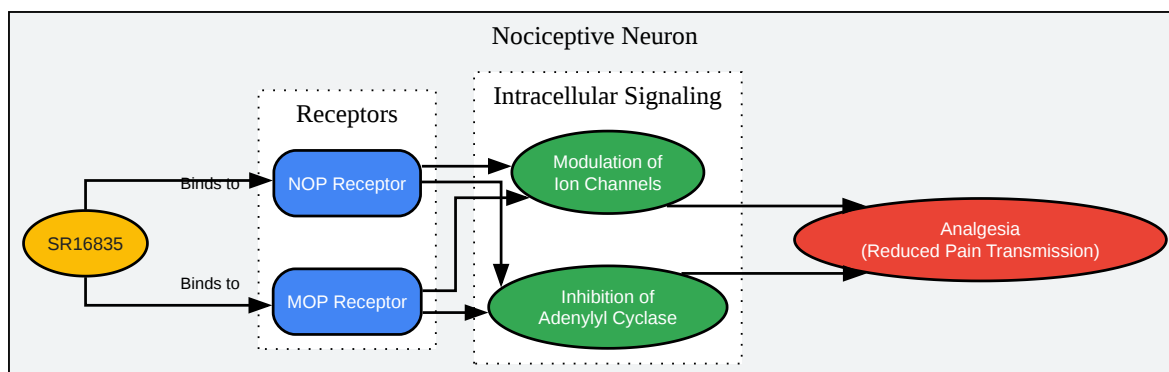 Nociceptive Neuron
Receptors
Intracellular Signaling
Binds to
NOP Receptor
Modulation of
Ion Channels
SR16835
Analgesia
(Reduced Pain Transmission)
Binds to
MOP Receptor
Inhibition of
Adenylyl Cyclase